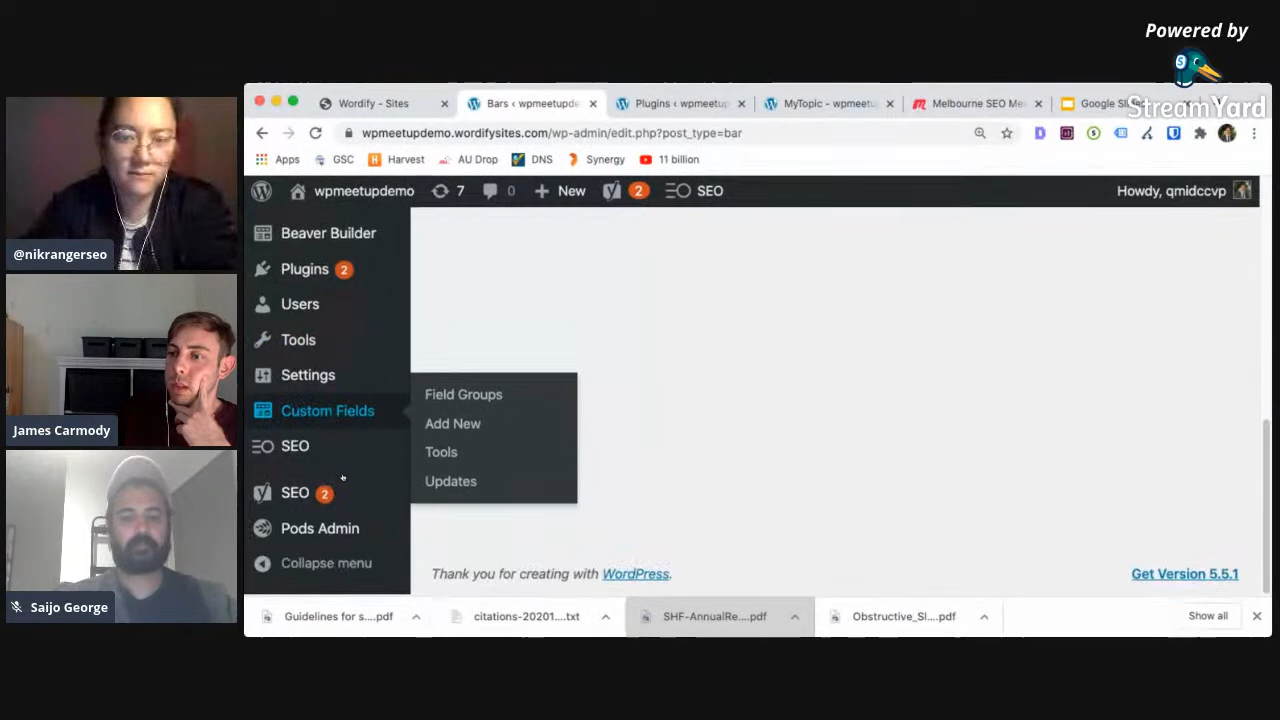 Powered by
StreamYard
@nikrangerseo
James Carmody
Saijo George
Wordify - Sites
Bars ‹ wpmeetupde
Plugins ‹ wpmeetup
MyTopic - wpmeetu
Melbourne SEO Me
Google Sli
wpmeetupdemo.wordifysites.com/wp-admin/edit.php?post_type=bar
Apps
GSC
Harvest
AU Drop
DNS
Synergy
11 billion
wpmeetupdemo
7
0
New
2
SEO
Howdy, qmidccvp
Beaver Builder
Plugins 2
Users
Tools
Settings
Custom Fields
SEO
SEO 2
Pods Admin
Collapse menu
Field Groups
Add New
Tools
Updates
Thank you for creating with WordPress.
Get Version 5.5.1
Guidelines for s....pdf
citations-20201....txt
SHF-AnnualRe....pdf
Obstructive_Sl....pdf
Show all